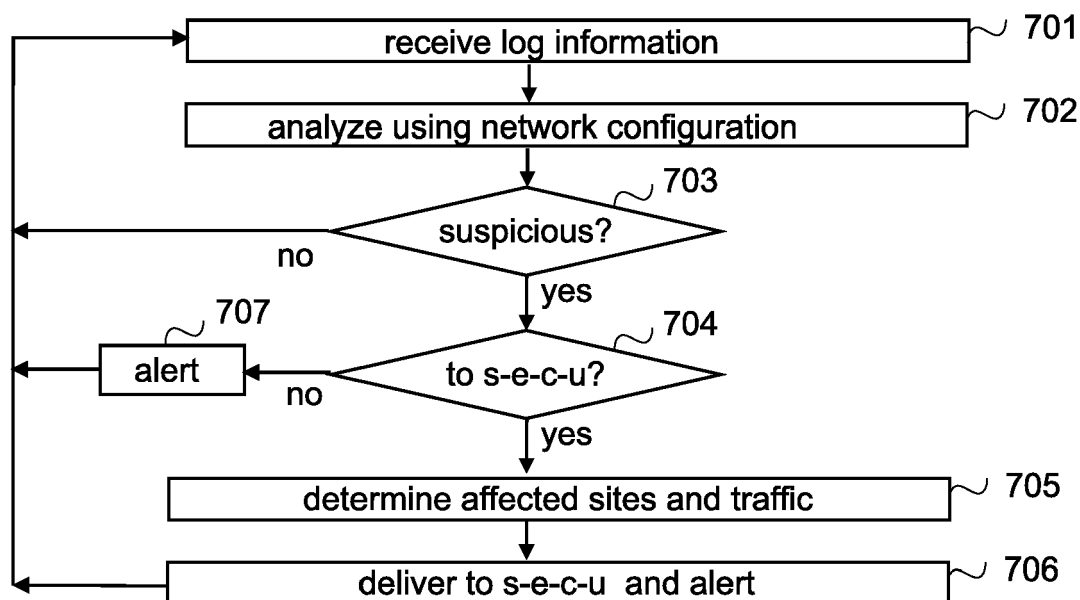 receive log information
701
analyze using network configuration
702
703
suspicious?
no
yes
707
704
alert
to s-e-c-u?
no
yes
determine affected sites and traffic
705
deliver to s-e-c-u and alert
706